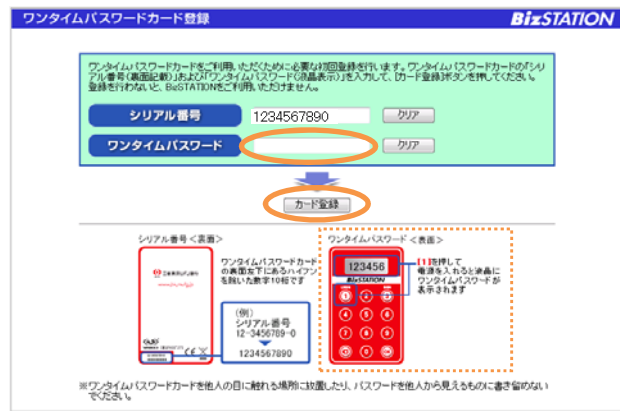 ワンタイムパスワードカード登録
BizSTATION
ワンタイムパスワードカードをご利用いただくために必要な初回登録を行います。ワンタイムパスワードカードの「シリ
アル番号(裏面記載)」および「ワンタイムパスワード(液晶表示)」を入力して、[カード登録]ボタンを押してください。
登録を行わないと、BizSTATIONをご利用いただけません。
シリアル番号
1234567890
クリア
ワンタイムパスワード
クリア
カード登録
シリアル番号<裏面>
ワンタイムパスワードカード
の裏面左下にあるハイフン
を除いた数字10桁です
(例)
シリアル番号
12-3456789-0
1234567890
ワンタイムパスワード<表面>
123456
BizSTATION
[1]を押して
電源を入れると液晶に
ワンタイムパスワードが
表示されます
※ワンタイムパスワードカードを他人の目に触れる場所に放置したり、パスワードを他人から見えるものに書き留めない
でください。